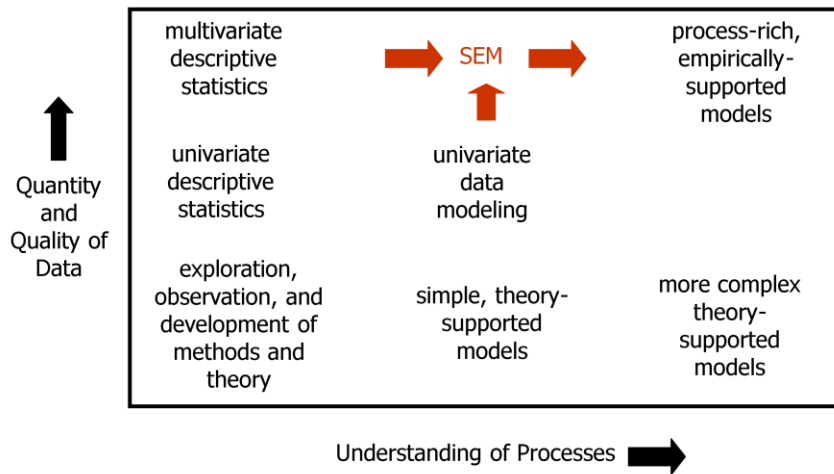 multivariate
descriptive
statistics
SEM
process-rich,
empirically-
supported
models
univariate
descriptive
statistics
univariate
data
modeling
Quantity
and
Quality of
Data
exploration,
observation, and
development of
methods and
theory
simple, theory-
supported
models
more complex
theory-
supported
models
Understanding of Processes